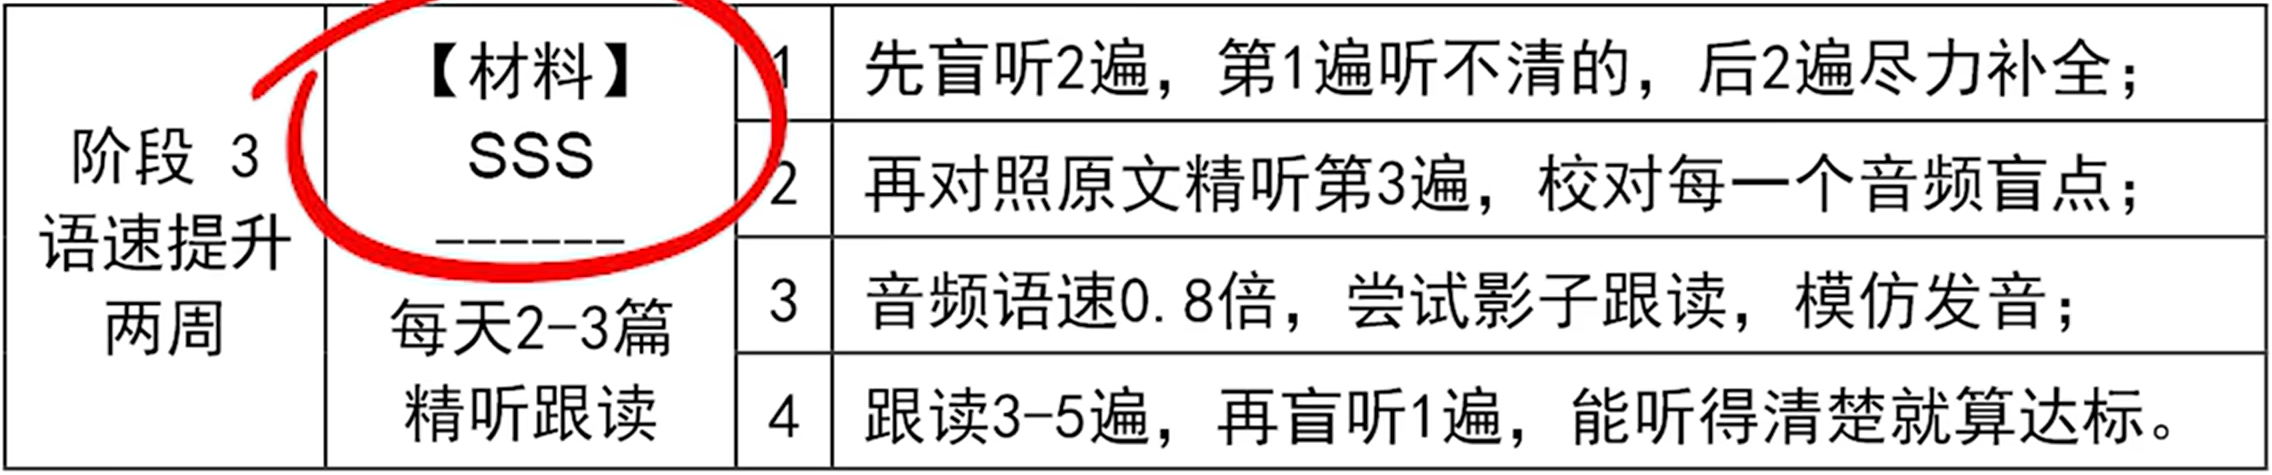 阶段 3
语速提升
两周
【材料】
SSS
------
每天2-3篇
精听跟读
1 先盲听2遍，第1遍听不清的，后2遍尽力补全；
2 再对照原文精听第3遍，校对每一个音频盲点；
3 音频语速0.8倍，尝试影子跟读，模仿发音；
4 跟读3-5遍，再盲听1遍，能听得清楚就算达标。